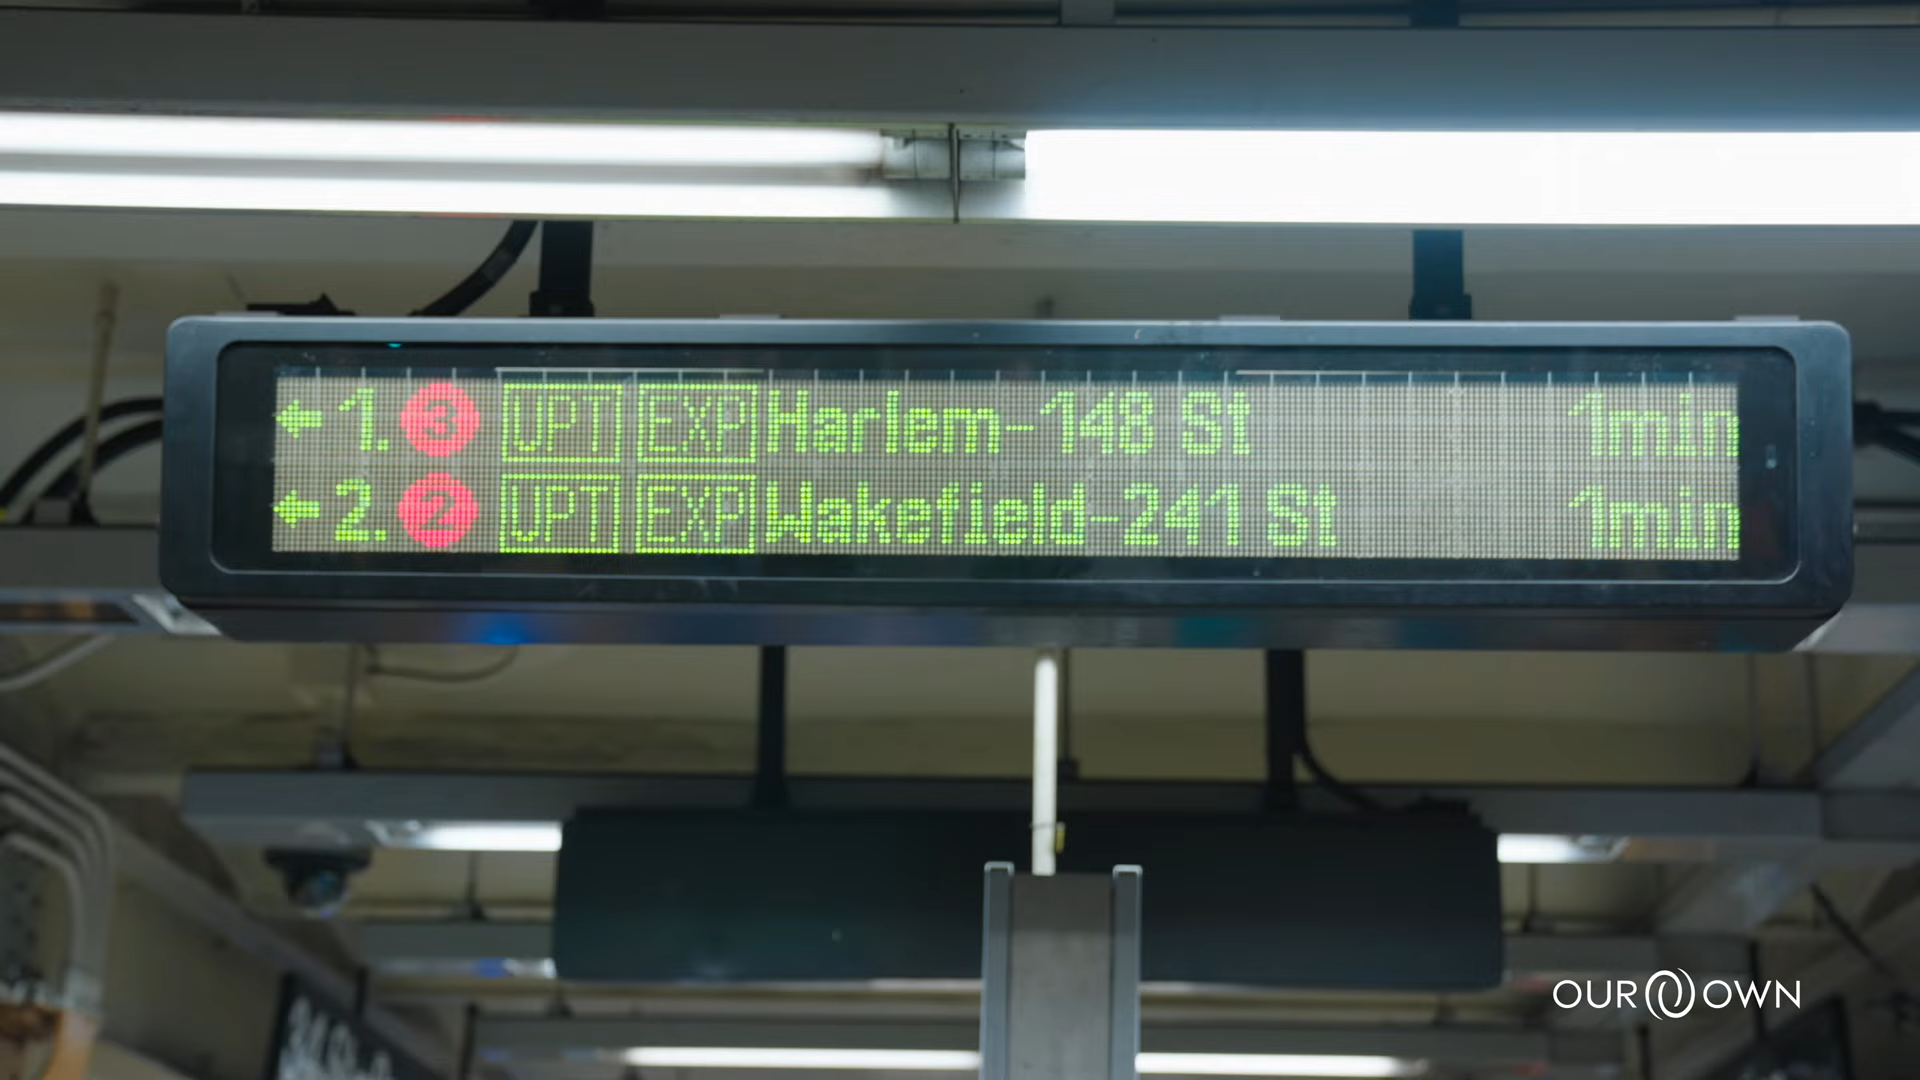 ← 1. 3 UPT EXP Harlem-148 St 1min
← 2. 2 UPT EXP Wakefield-241 St 1min
OUR OWN